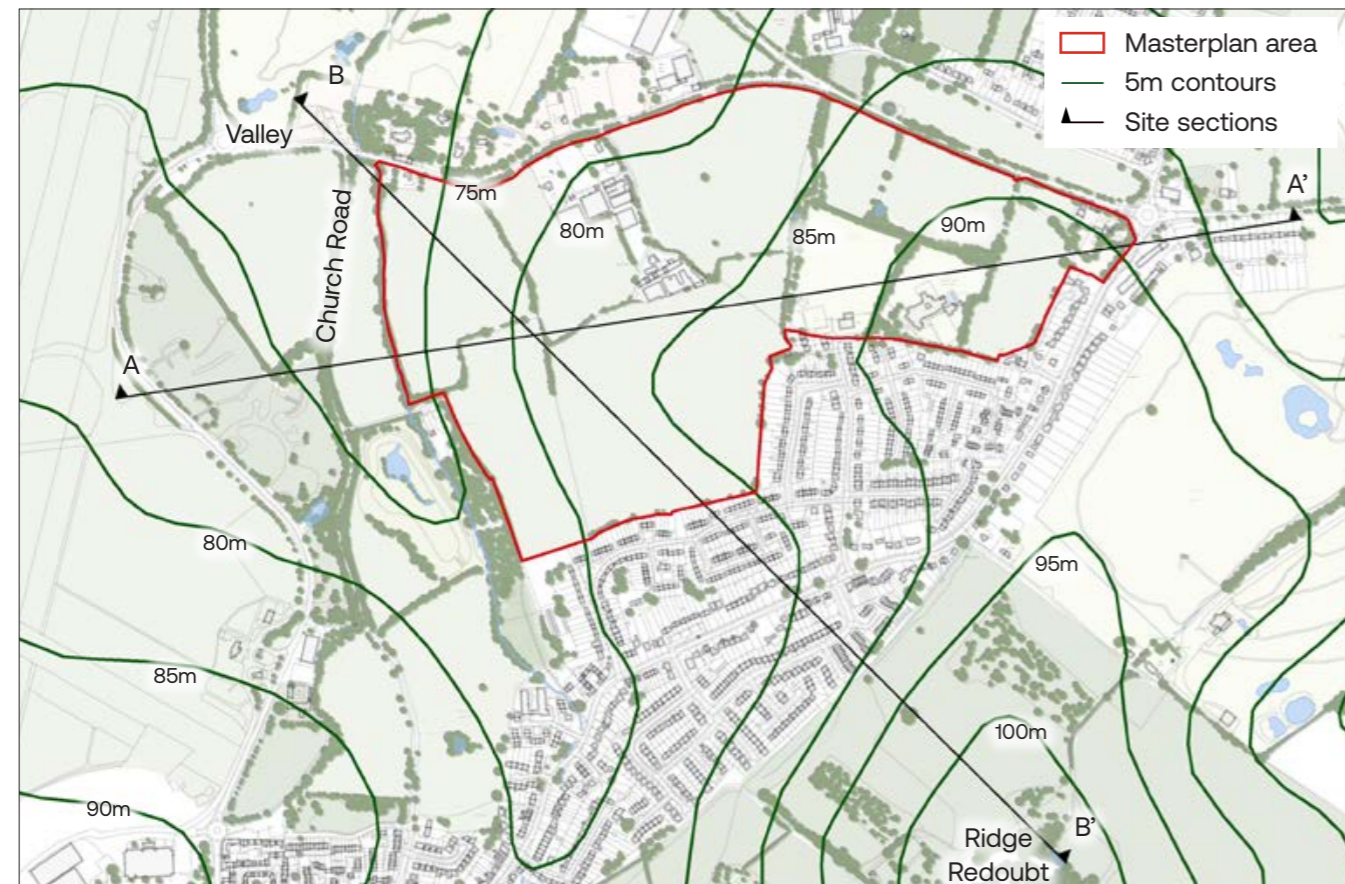 Masterplan area
5m contours
Site sections
B
Valley
Church Road
75m
80m
85m
90m
A'
A
80m
95m
85m
100m
90m
B'
Ridge
Redoubt